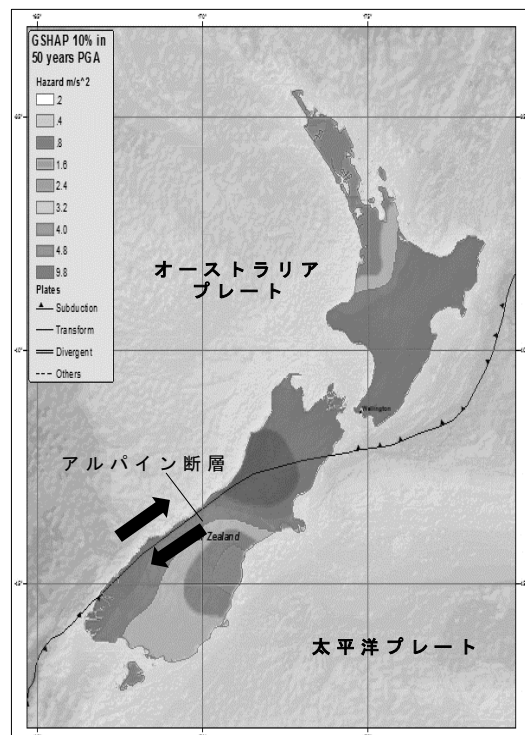 GSHAP 10% in
50 years PGA
Hazard m/s^2
.2
.4
.8
1.6
2.4
3.2
4.0
4.8
9.8
Plates
Subduction
Transform
Divergent
Others
オーストラリア
プレート
Wellington
アルパイン断層
Zealand
太平洋プレート